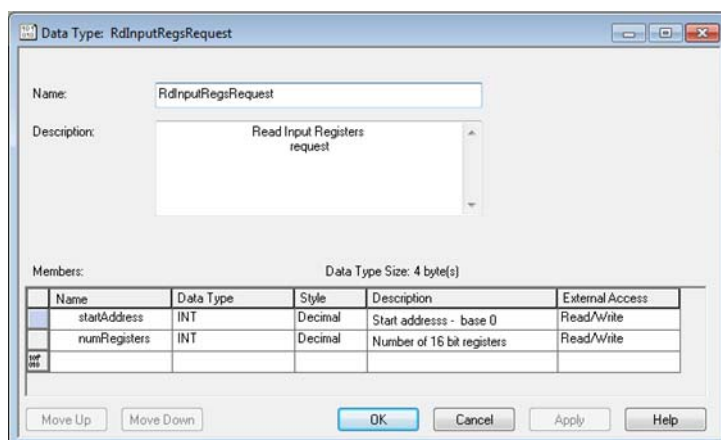 Data Type: RdInputRegsRequest
Name: RdInputRegsRequest
Description: Read Input Registers
request
Members: Data Type Size: 4 byte(s)
Name Data Type Style Description External Access
startAddress INT Decimal Start addresss - base 0 Read/Write
numRegisters INT Decimal Number of 16 bit registers Read/Write
Move Up Move Down OK Cancel Apply Help